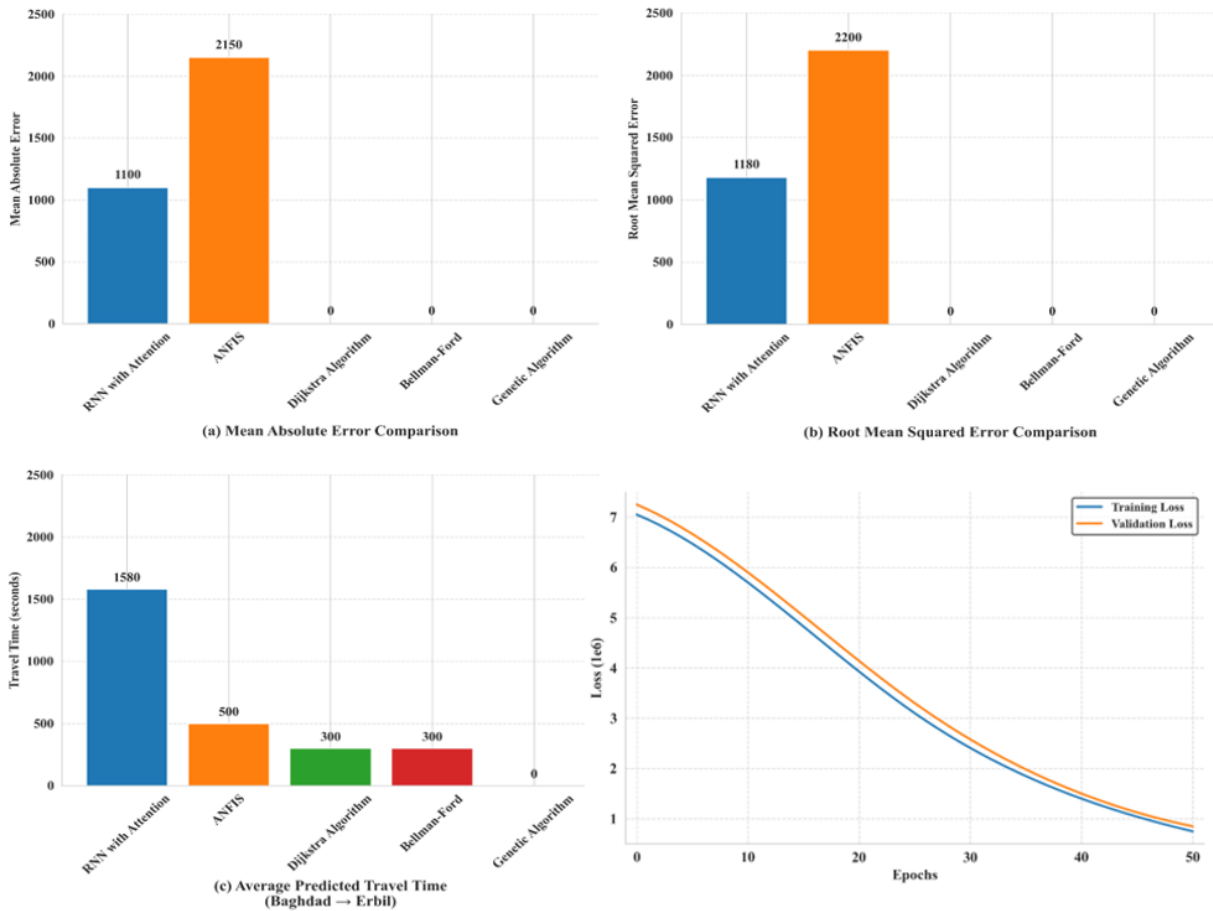 2500
2000
1500
1000
500
0
Mean Absolute Error
1100
2150
0
0
0
RNN with Attention
ANFIS
Dijkstra Algorithm
Bellman-Ford
Genetic Algorithm
(a) Mean Absolute Error Comparison
2500
2000
1500
1000
500
0
Root Mean Squared Error
1180
2200
0
0
0
RNN with Attention
ANFIS
Dijkstra Algorithm
Bellman-Ford
Genetic Algorithm
(b) Root Mean Squared Error Comparison
2500
2000
1500
1000
500
0
Travel Time (seconds)
1580
500
300
300
0
RNN with Attention
ANFIS
Dijkstra Algorithm
Bellman-Ford
Genetic Algorithm
(c) Average Predicted Travel Time
(Baghdad → Erbil)
7
6
5
4
3
2
1
Loss (1e6)
Training Loss
Validation Loss
0
10
20
30
40
50
Epochs